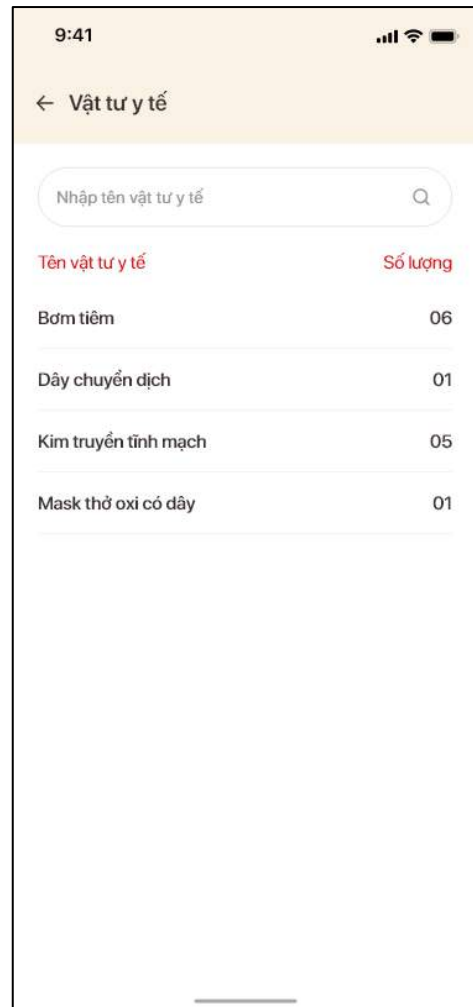 9:41
Vật tư y tế
Nhập tên vật tư y tế
Tên vật tư y tế Số lượng
Bơm tiêm 06
Dây chuyển dịch 01
Kim truyền tĩnh mạch 05
Mask thở oxi có dây 01